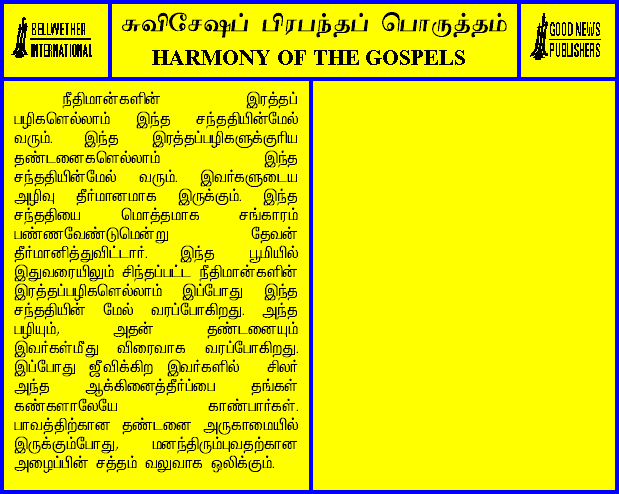 BELLWETHER
INTERNATIONAL
சுவிசேஷப் பிரபந்தப் பொருத்தம்
HARMONY OF THE GOSPELS
GOOD NEWS
PUBLISHERS
நீதிமான்களின் இரத்தப்
பழிகளெல்லாம் இந்த சந்ததியின்மேல்
வரும். இந்த இரத்தப்பழிகளுக்குரிய
தண்டனைகளெல்லாம் இந்த
சந்ததியின்மேல் வரும். இவர்களுடைய
அழிவு தீர்மானமாக இருக்கும். இந்த
சந்ததியை மொத்தமாக சங்காரம்
பண்ணவேண்டுமென்று தேவன்
தீர்மானித்துவிட்டார். இந்த பூமியில்
இதுவரையிலும் சிந்தப்பட்ட நீதிமான்களின்
இரத்தப்பழிகளெல்லாம் இப்போது இந்த
சந்ததியின் மேல் வரப்போகிறது. அந்த
பழியும், அதன் தண்டனையும்
இவர்கள்மீது விரைவாக வரப்போகிறது.
இப்போது ஜீவிக்கிற இவர்களில் சிலர்
அந்த ஆக்கினைத்தீர்ப்பை தங்கள்
கண்களாலேயே காண்பார்கள்.
பாவத்திற்கான தண்டனை அருகாமையில்
இருக்கும்போது, மனந்திரும்புவதற்கான
அழைப்பின் சத்தம் வலுவாக ஒலிக்கும்.